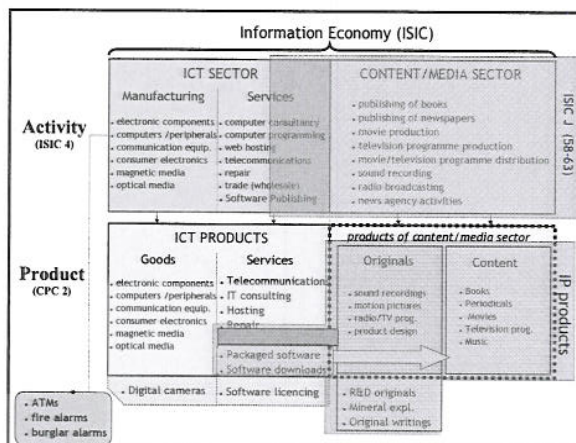 Information Economy (ISIC)
ICT SECTOR
CONTENT/MEDIA SECTOR
Manufacturing
Services
Activity
(ISIC 4)
• electronic components
• computers /peripherals
• communication equip.
• consumer electronics
• magnetic media
• optical media
• computer consultancy
• computer programming
• web hosting
• telecommunications
• repair
• trade (wholesale)
• Software Publishing
• publishing of books
• publishing of newspapers
• movie production
• television programme production
• movie/television programme distribution
• sound recording
• radio broadcasting
• news agency activities
ISIC J (58-63)
ICT PRODUCTS
products of content/media sector
Goods
Services
Originals
Content
Product
(CPC 2)
• electronic components
• computers /peripherals
• communication equip.
• consumer electronics
• magnetic media
• optical media
• Telecommunications
• IT consulting
• Hosting
• Repair
• Packaged software
• Software downloads
• sound recordings
• motion pictures
• radio/TV prog.
• product design
• Books
• Periodicals
• Movies
• Television prog.
• Music
IP products
• Digital cameras
• Software licencing
• R&D originals
• Mineral expl.
• Original writings
• ATMs
• fire alarms
• burglar alarms